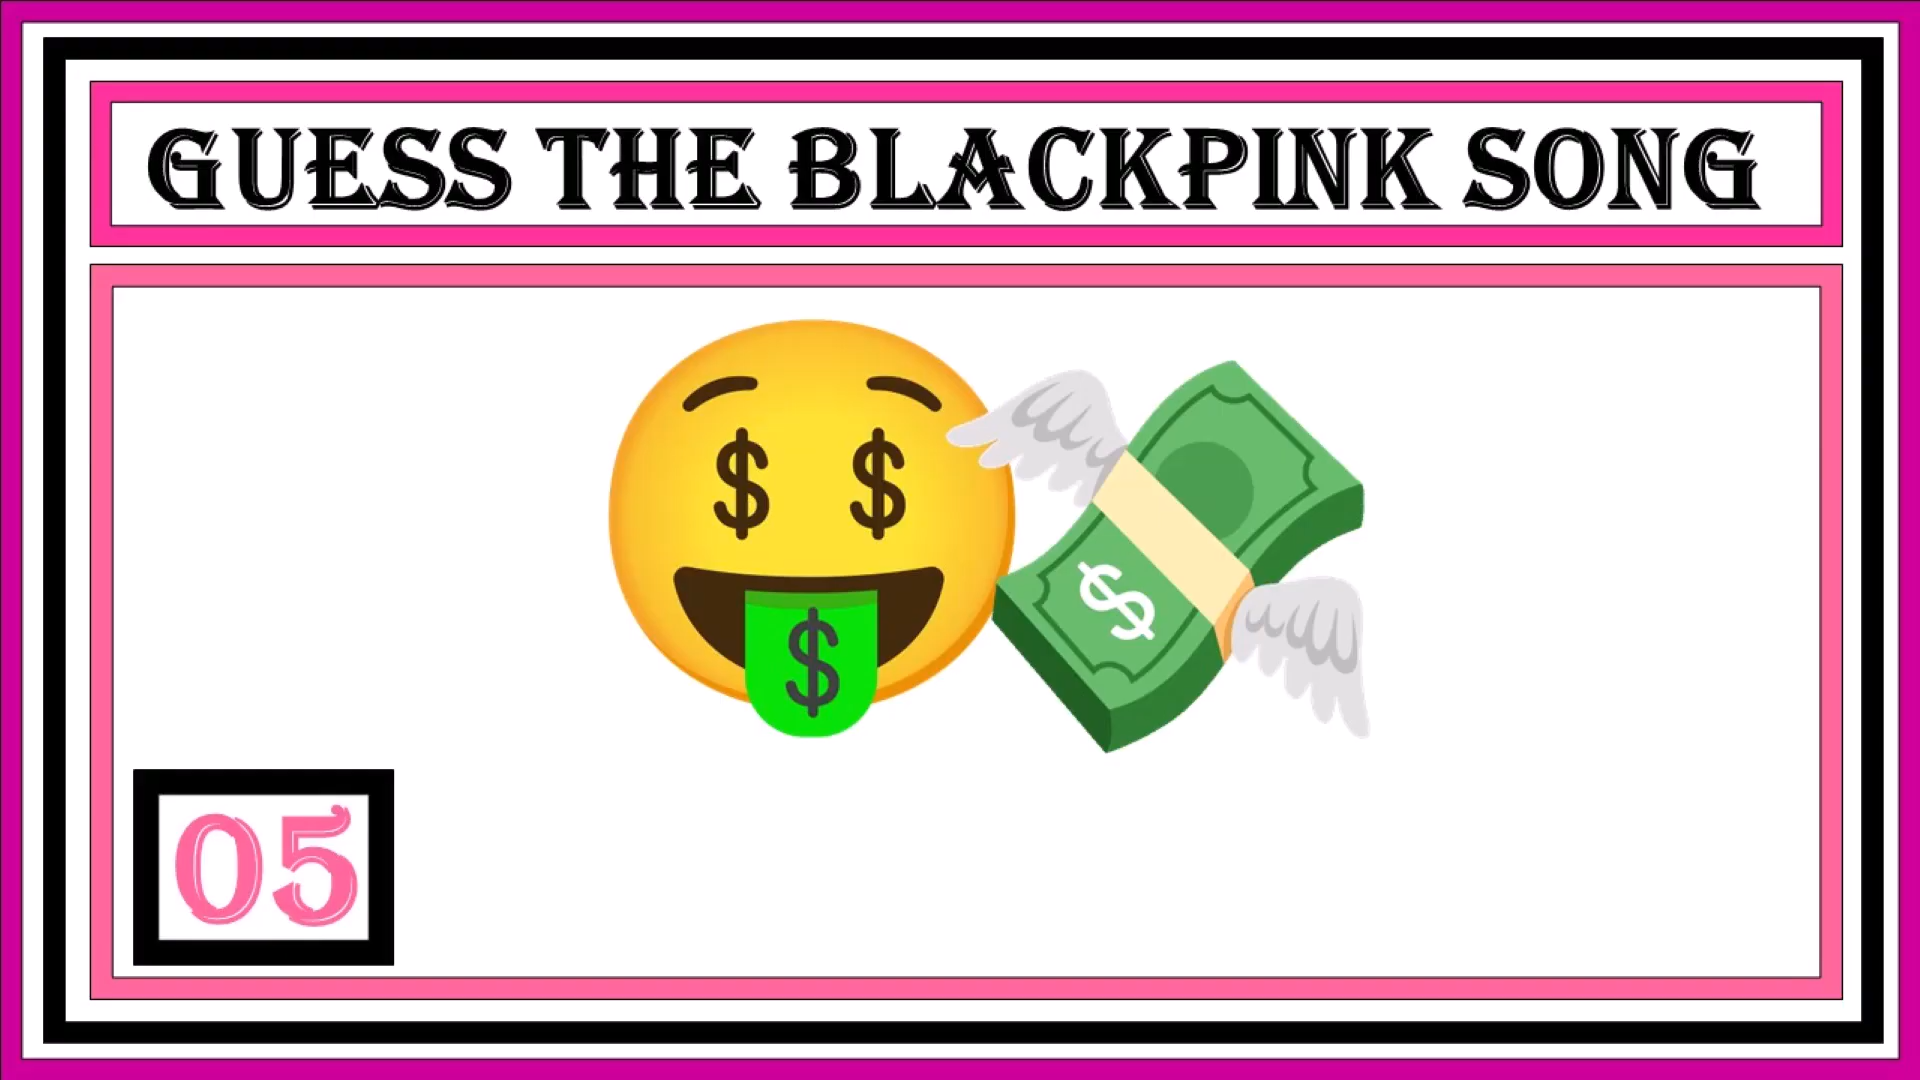 GUESS THE BLACKPINK SONG
$ $
$
$
05